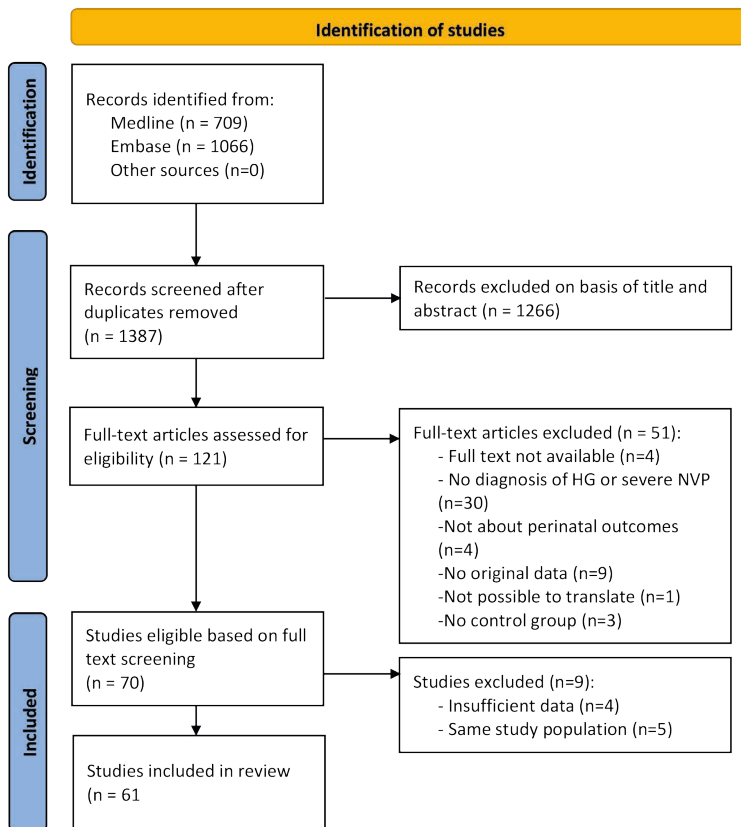 Identification of studies
Identification
Records identified from:
Medline (n = 709)
Embase (n = 1066)
Other sources (n=0)
Screening
Records screened after
duplicates removed
(n = 1387)
Records excluded on basis of title and
abstract (n = 1266)
Full-text articles assessed for
eligibility (n = 121)
Full-text articles excluded (n = 51):
- Full text not available (n=4)
- No diagnosis of HG or severe NVP
(n=30)
-Not about perinatal outcomes
(n=4)
-No original data (n=9)
-Not possible to translate (n=1)
-No control group (n=3)
Included
Studies eligible based on full
text screening
(n = 70)
Studies excluded (n=9):
- Insufficient data (n=4)
- Same study population (n=5)
Studies included in review
(n = 61